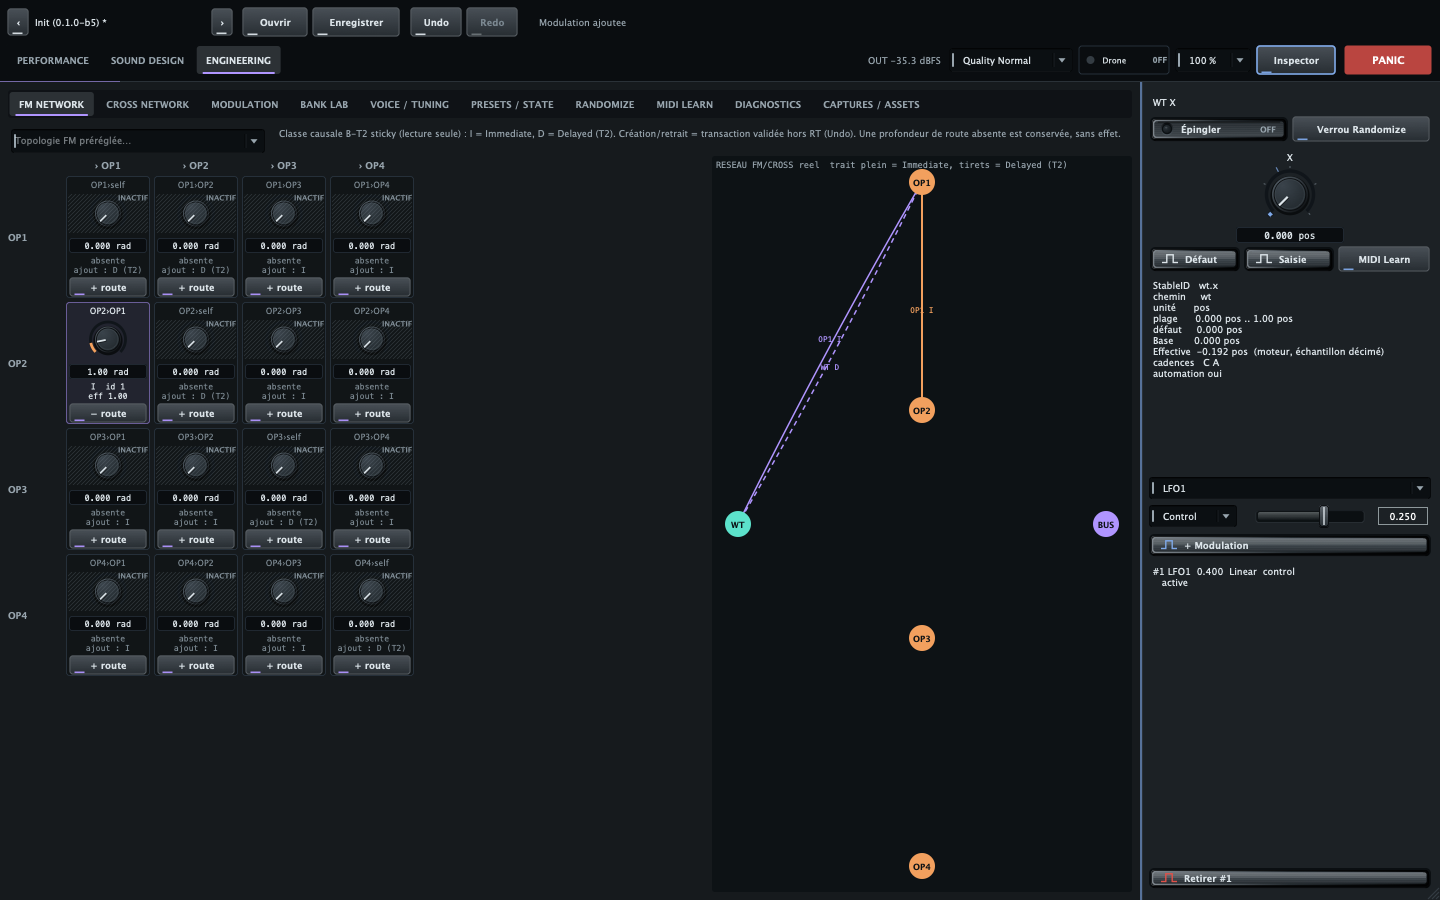 ‹ Init (0.1.0-b5) * › Ouvrir Enregistrer Undo Redo Modulation ajoutee
PERFORMANCE SOUND DESIGN ENGINEERING OUT -35.3 dBFS Quality Normal Drone OFF 100 % Inspector PANIC
FM NETWORK CROSS NETWORK MODULATION BANK LAB VOICE / TUNING PRESETS / STATE RANDOMIZE MIDI LEARN DIAGNOSTICS CAPTURES / ASSETS
Topologie FM préréglée... Classe causale B-T2 sticky (lecture seule) : I = Immediate, D = Delayed (T2). Création/retrait = transaction validée hors RT (Undo). Une profondeur de route absente est conservée, sans effet.
› OP1 › OP2 › OP3 › OP4
OP1
OP1›self OP1›OP2 OP1›OP3 OP1›OP4
INACTIF INACTIF INACTIF INACTIF
0.000 rad 0.000 rad 0.000 rad 0.000 rad
absente absente absente absente
ajout : D (T2) ajout : I ajout : I ajout : I
+ route + route + route + route
OP2
OP2›OP1 OP2›self OP2›OP3 OP2›OP4
INACTIF INACTIF INACTIF
1.00 rad 0.000 rad 0.000 rad 0.000 rad
I id 1 absente absente absente
eff 1.00 ajout : D (T2) ajout : I ajout : I
− route + route + route + route
OP3
OP3›OP1 OP3›OP2 OP3›self OP3›OP4
INACTIF INACTIF INACTIF INACTIF
0.000 rad 0.000 rad 0.000 rad 0.000 rad
absente absente absente absente
ajout : I ajout : I ajout : D (T2) ajout : I
+ route + route + route + route
OP4
OP4›OP1 OP4›OP2 OP4›OP3 OP4›self
INACTIF INACTIF INACTIF INACTIF
0.000 rad 0.000 rad 0.000 rad 0.000 rad
absente absente absente absente
ajout : I ajout : I ajout : I ajout : D (T2)
+ route + route + route + route
RESEAU FM/CROSS reel trait plein = Immediate, tirets = Delayed (T2)
OP1
OP1 I
OP1 I
WT D
OP2
WT
BUS
OP3
OP4
WT X
Épingler OFF Verrou Randomize
X
0.000 pos
Défaut Saisie MIDI Learn
StableID wt.x
chemin wt
unité pos
plage 0.000 pos .. 1.00 pos
défaut 0.000 pos
Base 0.000 pos
Effective -0.192 pos (moteur, échantillon décimé)
cadences C A
automation oui
LFO1
Control 0.250
+ Modulation
#1 LFO1 0.400 Linear control
active
Retirer #1